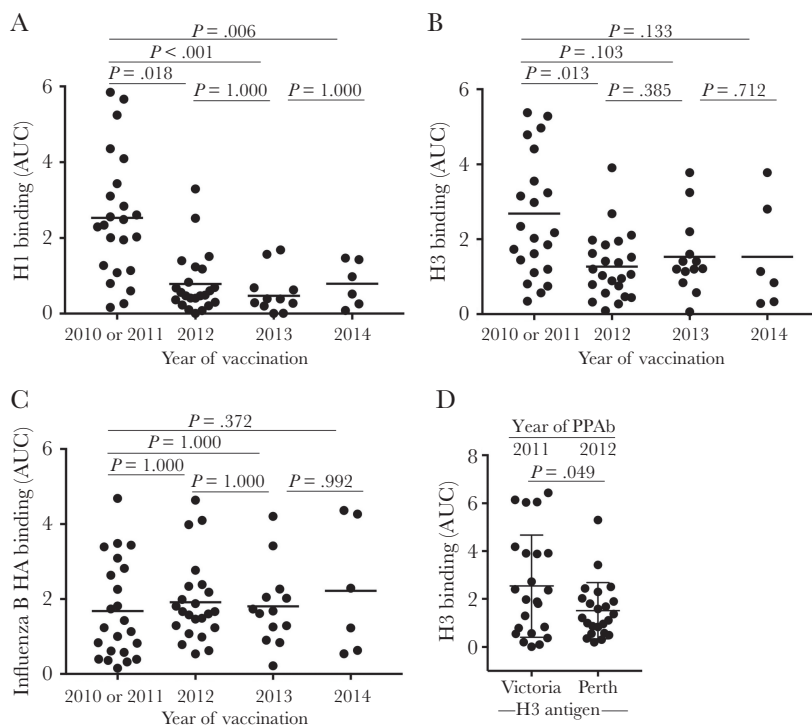 A
P = .006
P < .001
P = .018
P = 1.000
P = 1.000
H1 binding (AUC)
6
4
2
0
2010 or 2011
2012
2013
2014
Year of vaccination
B
P = .133
P = .103
P = .013
P = .385
P = .712
H3 binding (AUC)
6
4
2
0
2010 or 2011
2012
2013
2014
Year of vaccination
C
P = .372
P = 1.000
P = 1.000
P = 1.000
P = .992
Influenza B HA binding (AUC)
6
4
2
0
2010 or 2011
2012
2013
2014
Year of vaccination
D
Year of PPAb
2011
2012
P = .049
H3 binding (AUC)
8
6
4
2
0
Victoria
Perth
H3 antigen